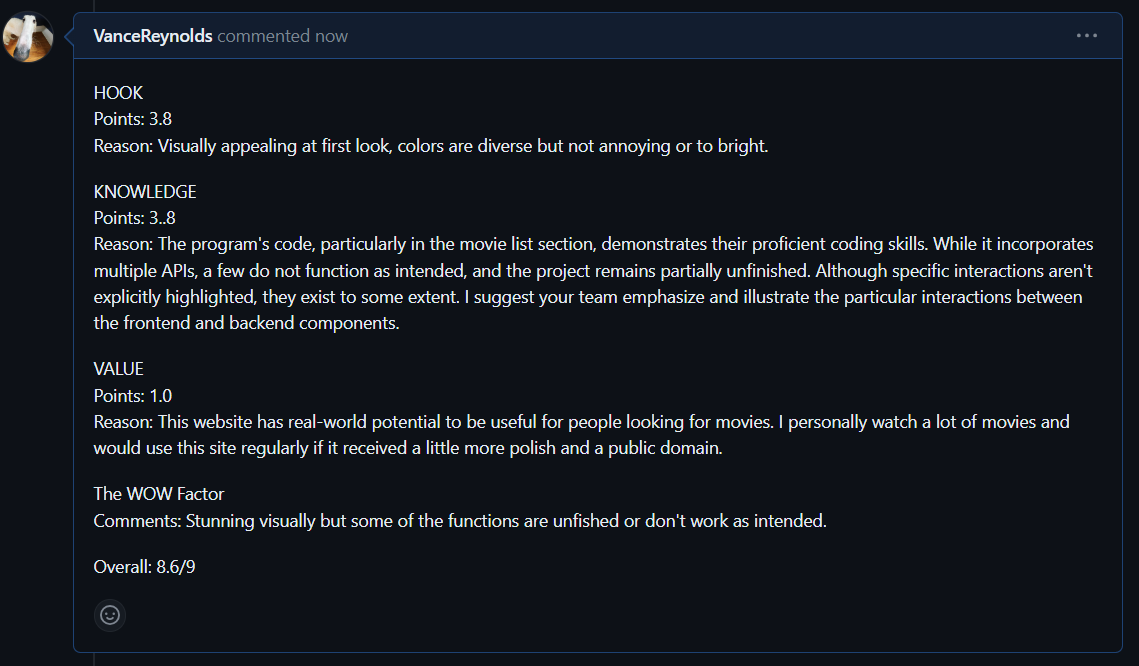 VanceReynolds commented now
HOOK
Points: 3.8
Reason: Visually appealing at first look, colors are diverse but not annoying or to bright.
KNOWLEDGE
Points: 3..8
Reason: The program's code, particularly in the movie list section, demonstrates their proficient coding skills. While it incorporates
multiple APIs, a few do not function as intended, and the project remains partially unfinished. Although specific interactions aren't
explicitly highlighted, they exist to some extent. I suggest your team emphasize and illustrate the particular interactions between
the frontend and backend components.
VALUE
Points: 1.0
Reason: This website has real-world potential to be useful for people looking for movies. I personally watch a lot of movies and
would use this site regularly if it received a little more polish and a public domain.
The WOW Factor
Comments: Stunning visually but some of the functions are unfished or don't work as intended.
Overall: 8.6/9